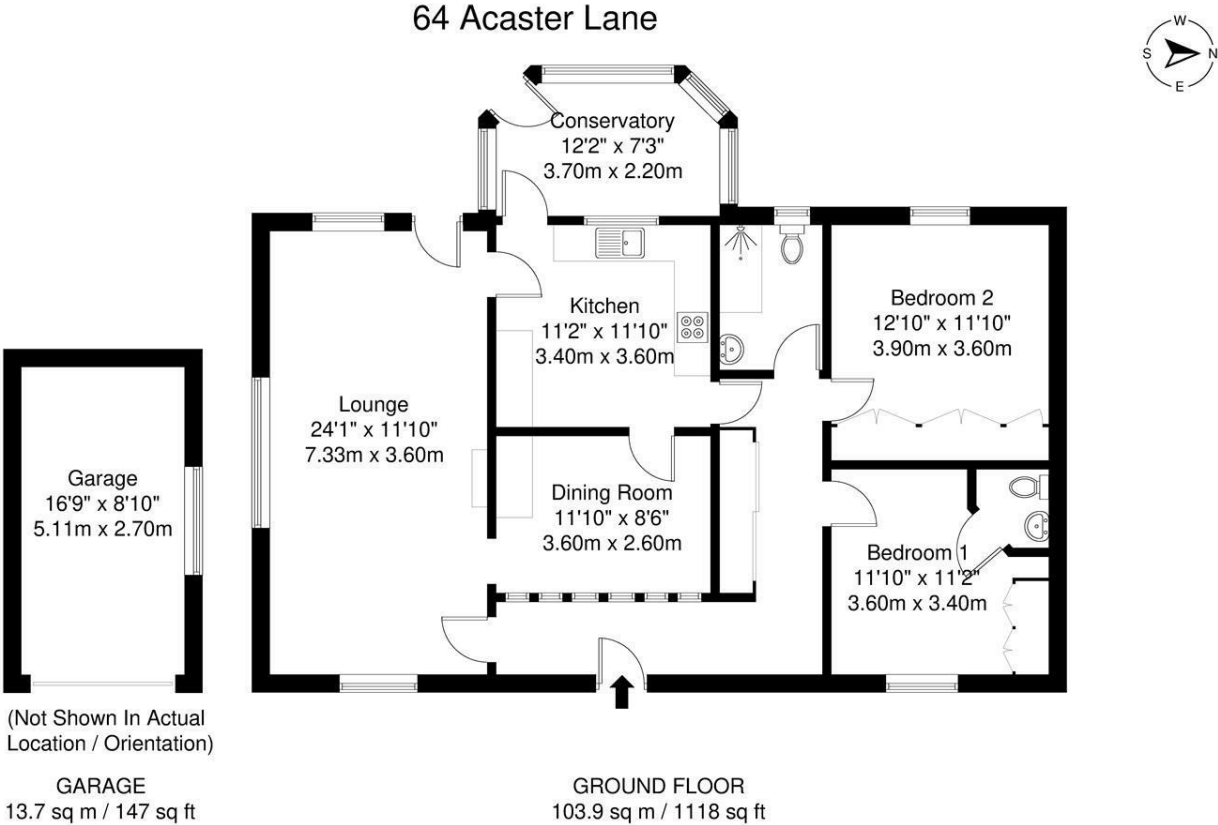 64 Acaster Lane
W
S
N
E
Conservatory
12'2" x 7'3"
3.70m x 2.20m
Kitchen
11'2" x 11'10"
3.40m x 3.60m
Bedroom 2
12'10" x 11'10"
3.90m x 3.60m
Lounge
24'1" x 11'10"
7.33m x 3.60m
Garage
16'9" x 8'10"
5.11m x 2.70m
Dining Room
11'10" x 8'6"
3.60m x 2.60m
Bedroom 1
11'10" x 11'2"
3.60m x 3.40m
(Not Shown In Actual
Location / Orientation)
GARAGE
13.7 sq m / 147 sq ft
GROUND FLOOR
103.9 sq m / 1118 sq ft